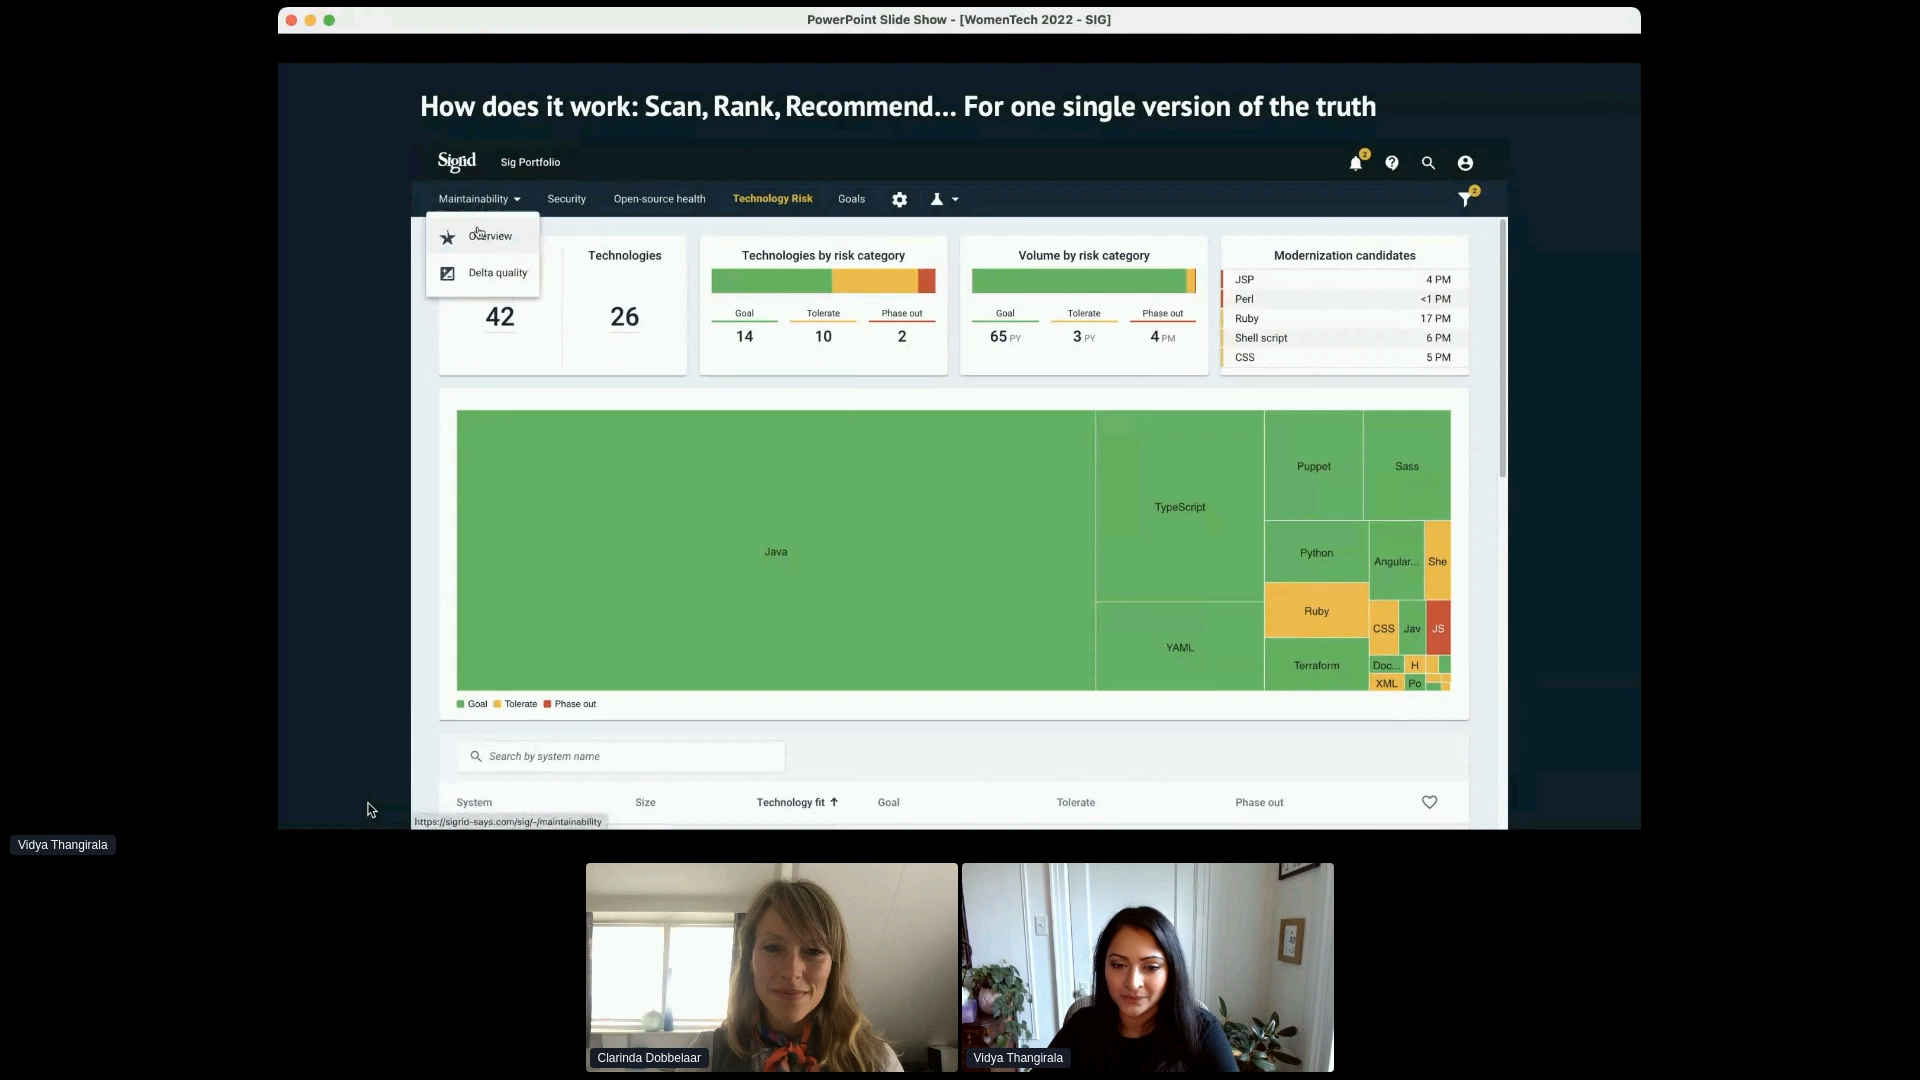 PowerPoint Slide Show - [WomenTech 2022 - SIG]
How does it work: Scan, Rank, Recommend... For one single version of the truth
Sigrid Sig Portfolio 2
Maintainability Security Open-source health Technology Risk Goals 2
Overview
Delta quality
42
Technologies
26
Technologies by risk category
Goal Tolerate Phase out
14 10 2
Volume by risk category
Goal Tolerate Phase out
65 PY 3 PY 4 PM
Modernization candidates
JSP 4 PM
Perl <1 PM
Ruby 17 PM
Shell script 6 PM
CSS 5 PM
Java
TypeScript
YAML
Puppet
Sass
Python
Angular...
She
Ruby
CSS
Jav
JS
Terraform
Doc...
H
XML
Po
Goal Tolerate Phase out
Search by system name
System Size Technology fit Goal Tolerate Phase out
https://sigrid-says.com/sig/-/maintainability
Vidya Thangirala
Clarinda Dobbelaar
Vidya Thangirala